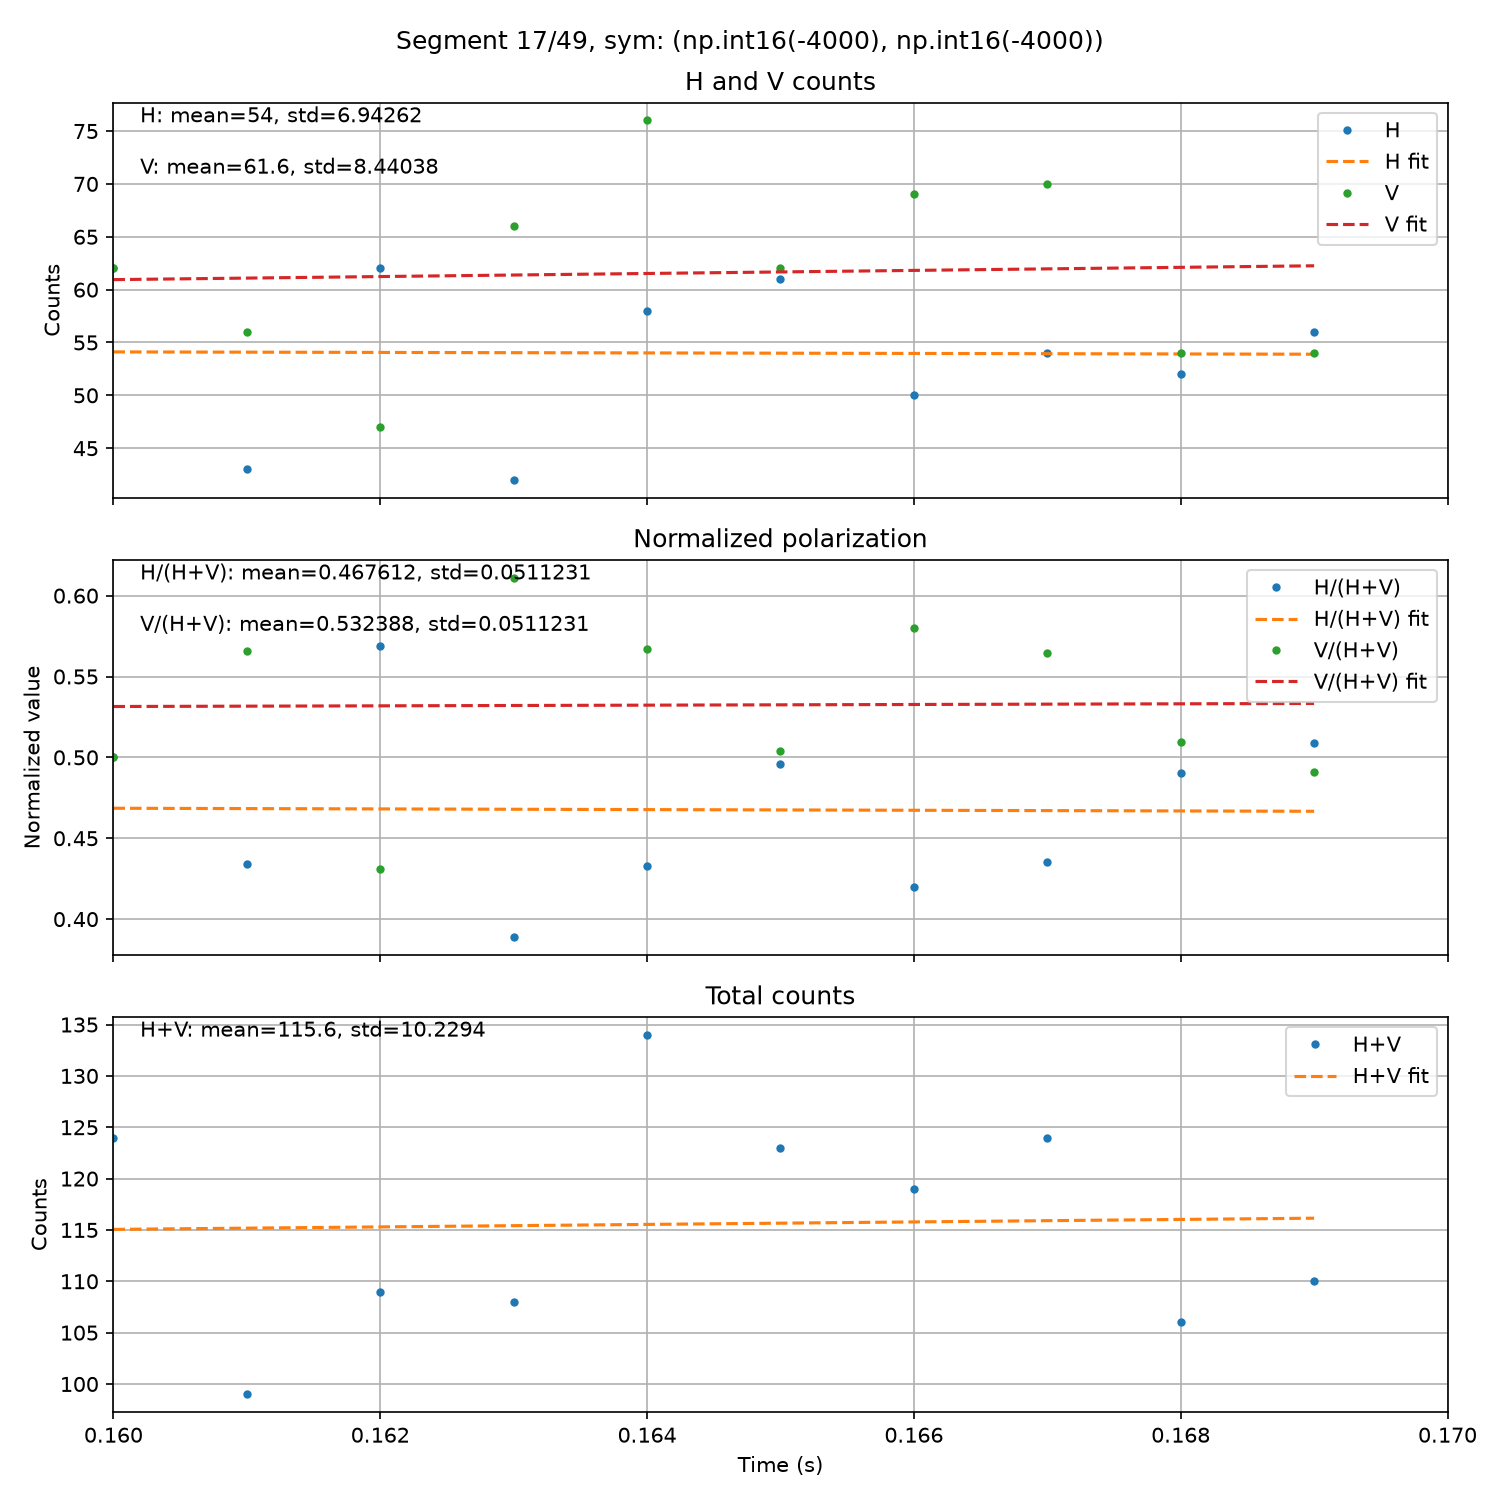 Segment 17/49, sym: (np.int16(-4000), np.int16(-4000))
H and V counts
H: mean=54, std=6.94262
V: mean=61.6, std=8.44038
H
H fit
V
V fit
75
70
65
60
55
50
45
Counts
Normalized polarization
H/(H+V): mean=0.467612, std=0.0511231
V/(H+V): mean=0.532388, std=0.0511231
H/(H+V)
H/(H+V) fit
V/(H+V)
V/(H+V) fit
0.60
0.55
0.50
0.45
0.40
Normalized value
Total counts
H+V: mean=115.6, std=10.2294
H+V
H+V fit
135
130
125
120
115
110
105
100
Counts
0.160
0.162
0.164
0.166
0.168
0.170
Time (s)